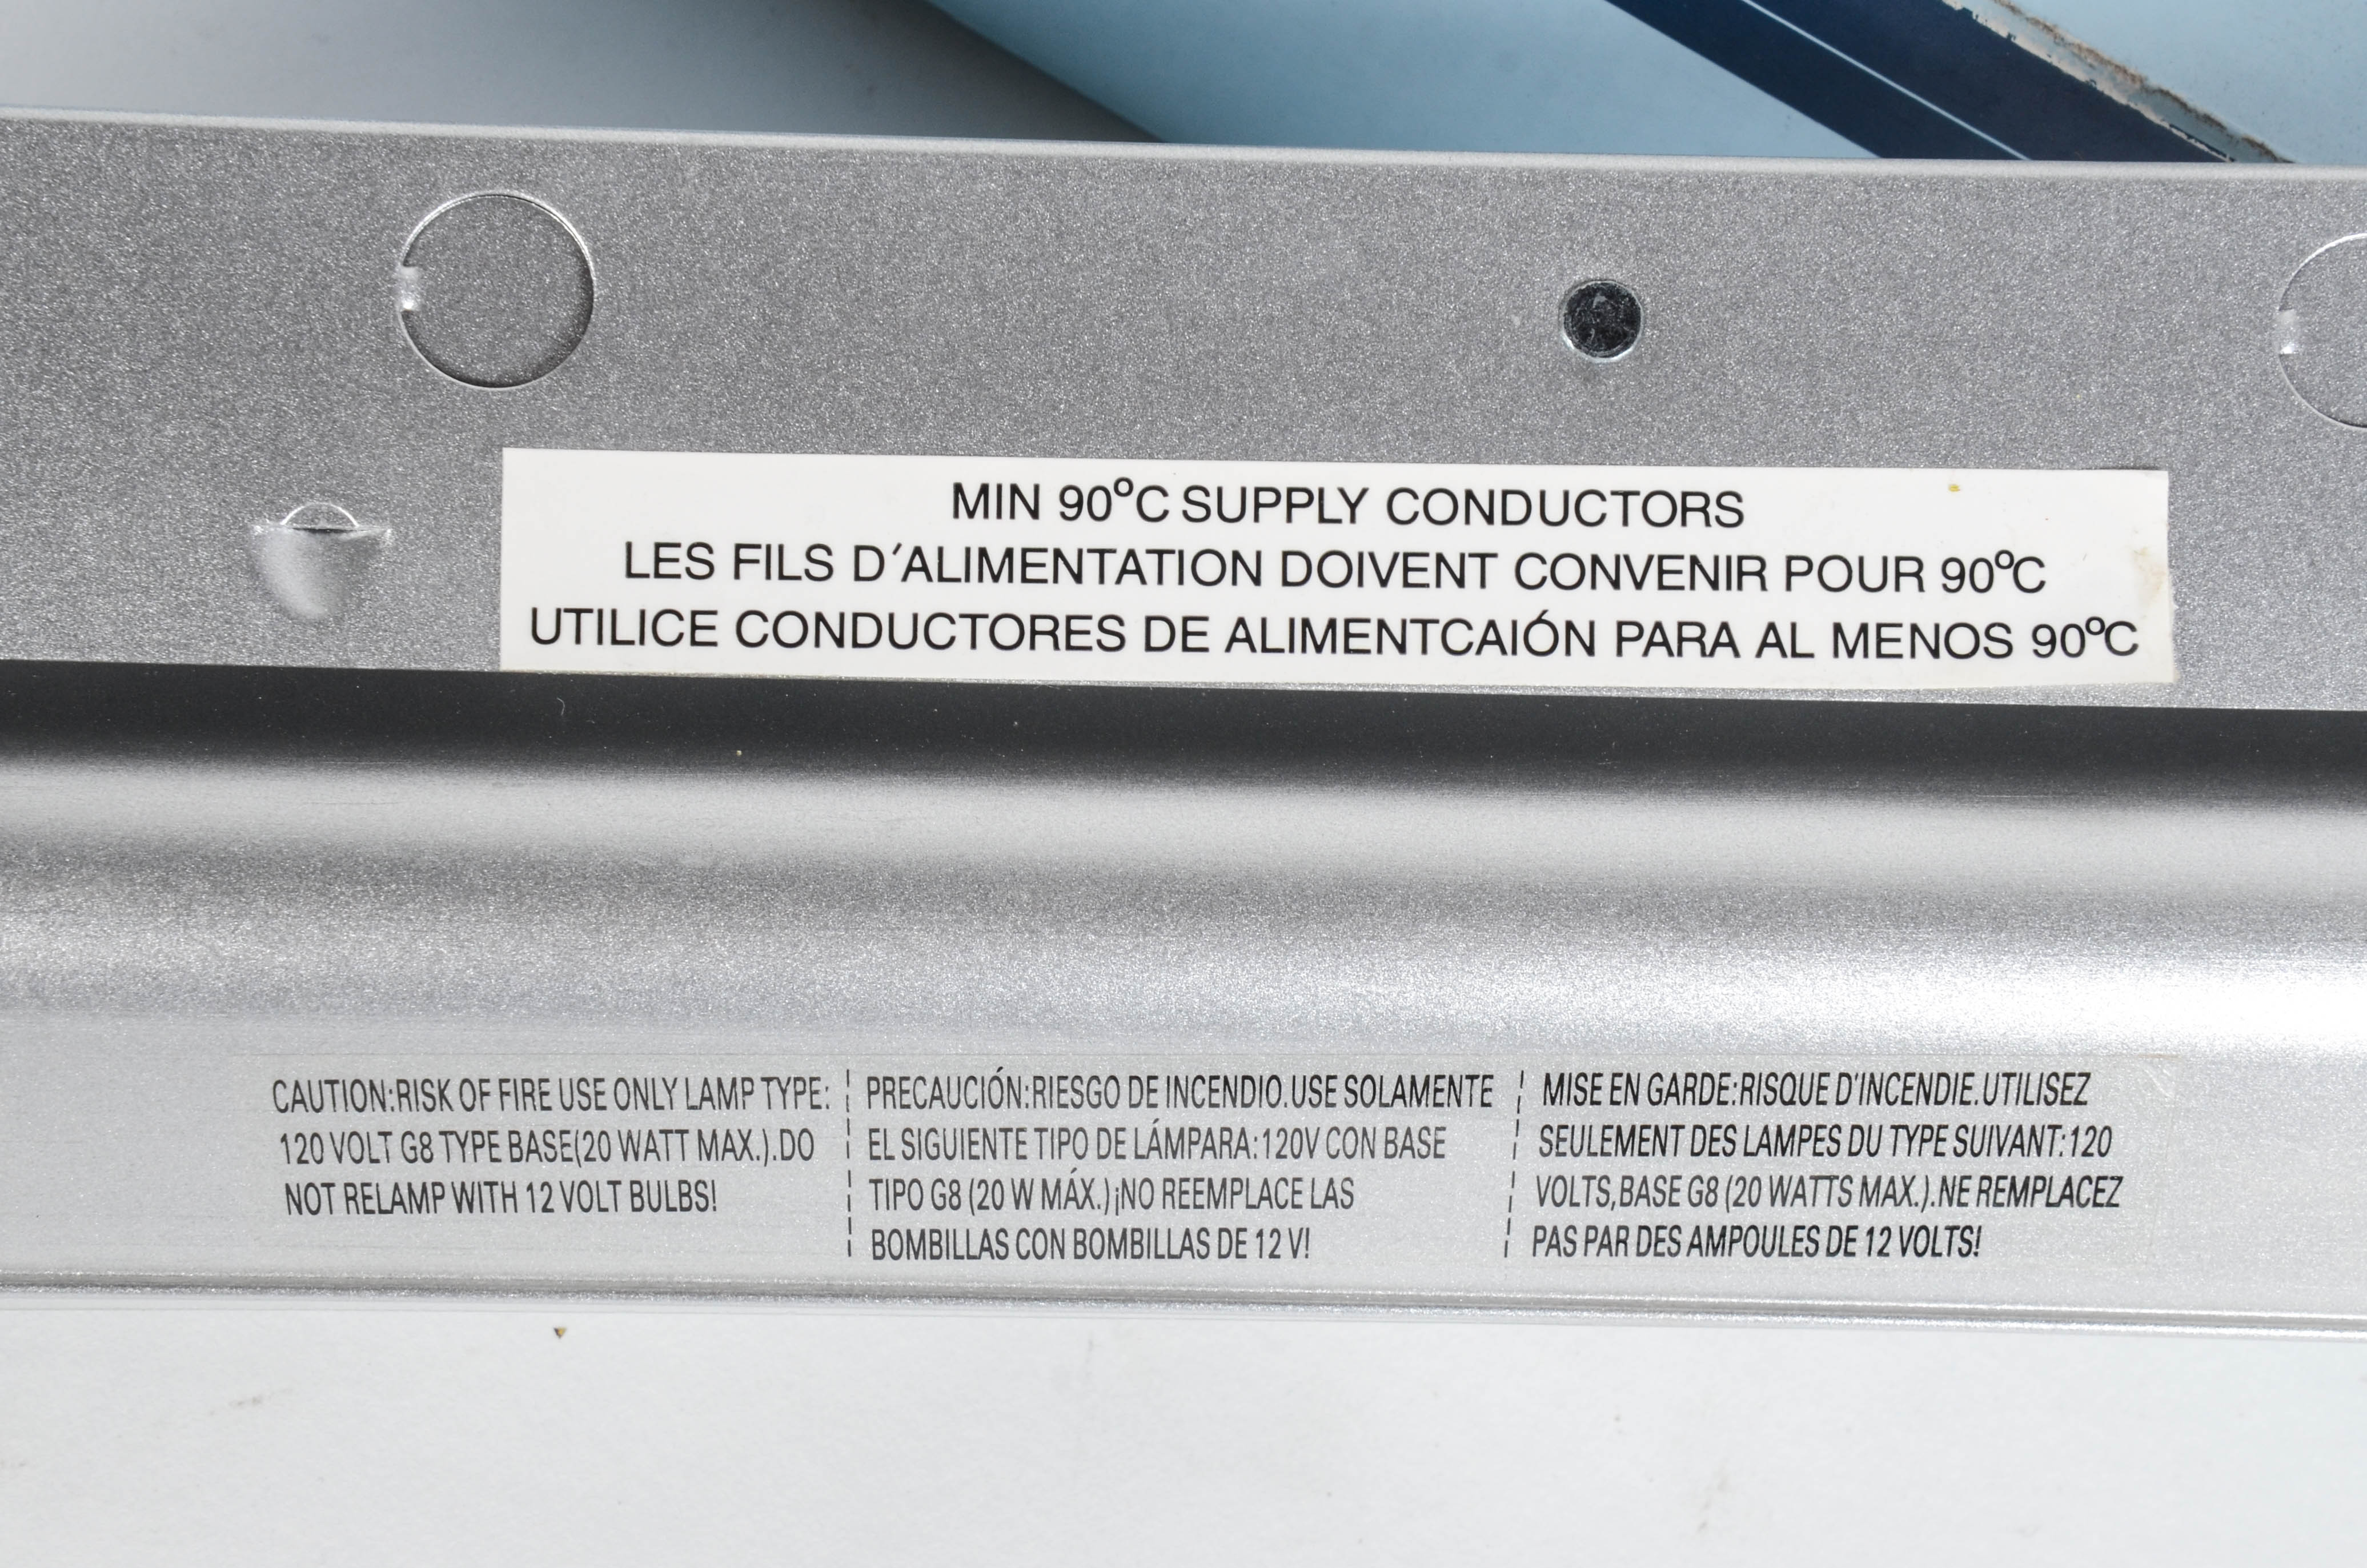 MIN 90°C SUPPLY CONDUCTORS
LES FILS D'ALIMENTATION DOIVENT CONVENIR POUR 90°C
UTILICE CONDUCTORES DE ALIMENTCAIÓN PARA AL MENOS 90°C
CAUTION:RISK OF FIRE USE ONLY LAMP TYPE:
120 VOLT G8 TYPE BASE(20 WATT MAX.).DO
NOT RELAMP WITH 12 VOLT BULBS!
PRECAUCIÓN:RIESGO DE INCENDIO.USE SOLAMENTE
EL SIGUIENTE TIPO DE LÁMPARA:120V CON BASE
TIPO G8 (20 W MÁX.) ¡NO REEMPLACE LAS
BOMBILLAS CON BOMBILLAS DE 12 V!
MISE EN GARDE:RISQUE D'INCENDIE.UTILISEZ
SEULEMENT DES LAMPES DU TYPE SUIVANT:120
VOLTS,BASE G8 (20 WATTS MAX.).NE REMPLACEZ
PAS PAR DES AMPOULES DE 12 VOLTS!